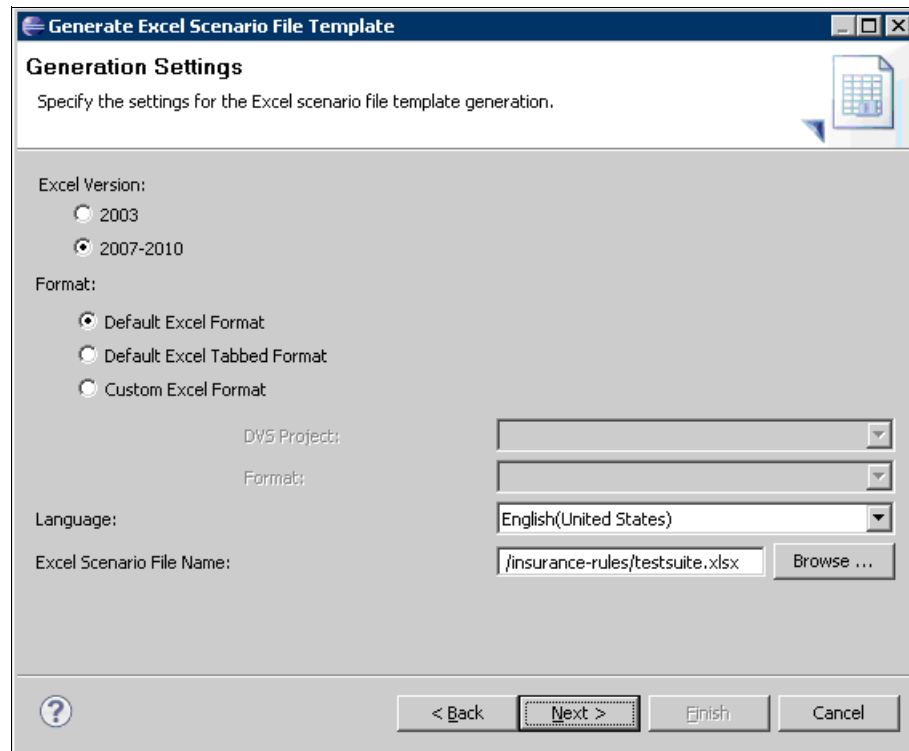 Generate Excel Scenario File Template
Generation Settings
Specify the settings for the Excel scenario file template generation.
Excel Version:
2003
2007-2010
Format:
Default Excel Format
Default Excel Tabbed Format
Custom Excel Format
DVS Project:
Format:
Language: English(United States)
Excel Scenario File Name: /insurance-rules/testsuite.xlsx Browse ...
? < Back Next > Finish Cancel